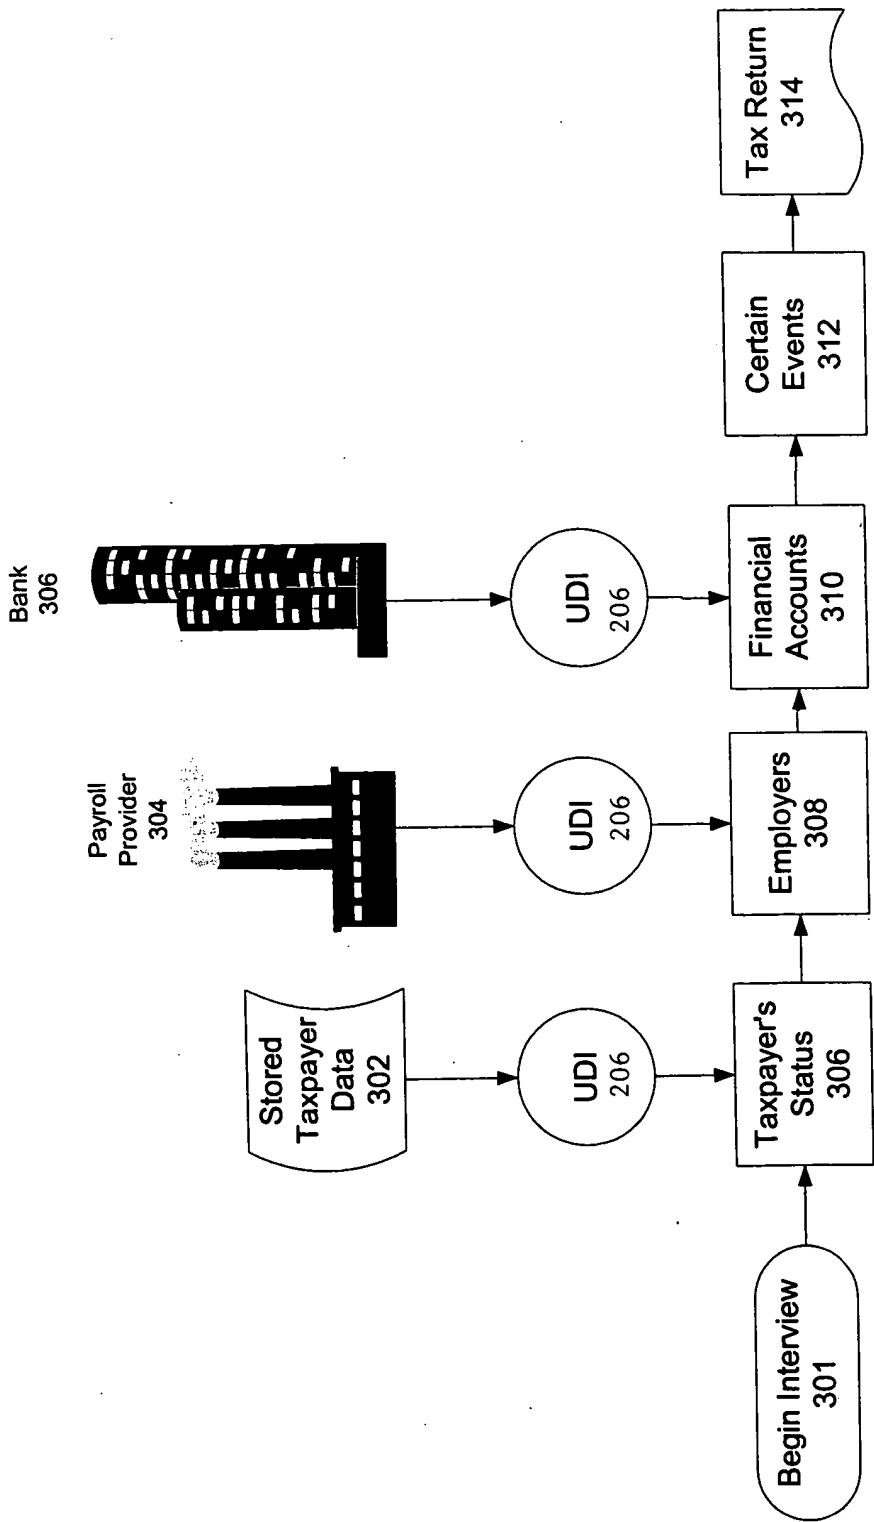 Bank
306
Payroll
Provider
304
Stored
Taxpayer
Data
302
UDI
206
UDI
206
UDI
206
Begin Interview
301
Taxpayer's
Status
306
Employers
308
Financial
Accounts
310
Certain
Events
312
Tax Return
314